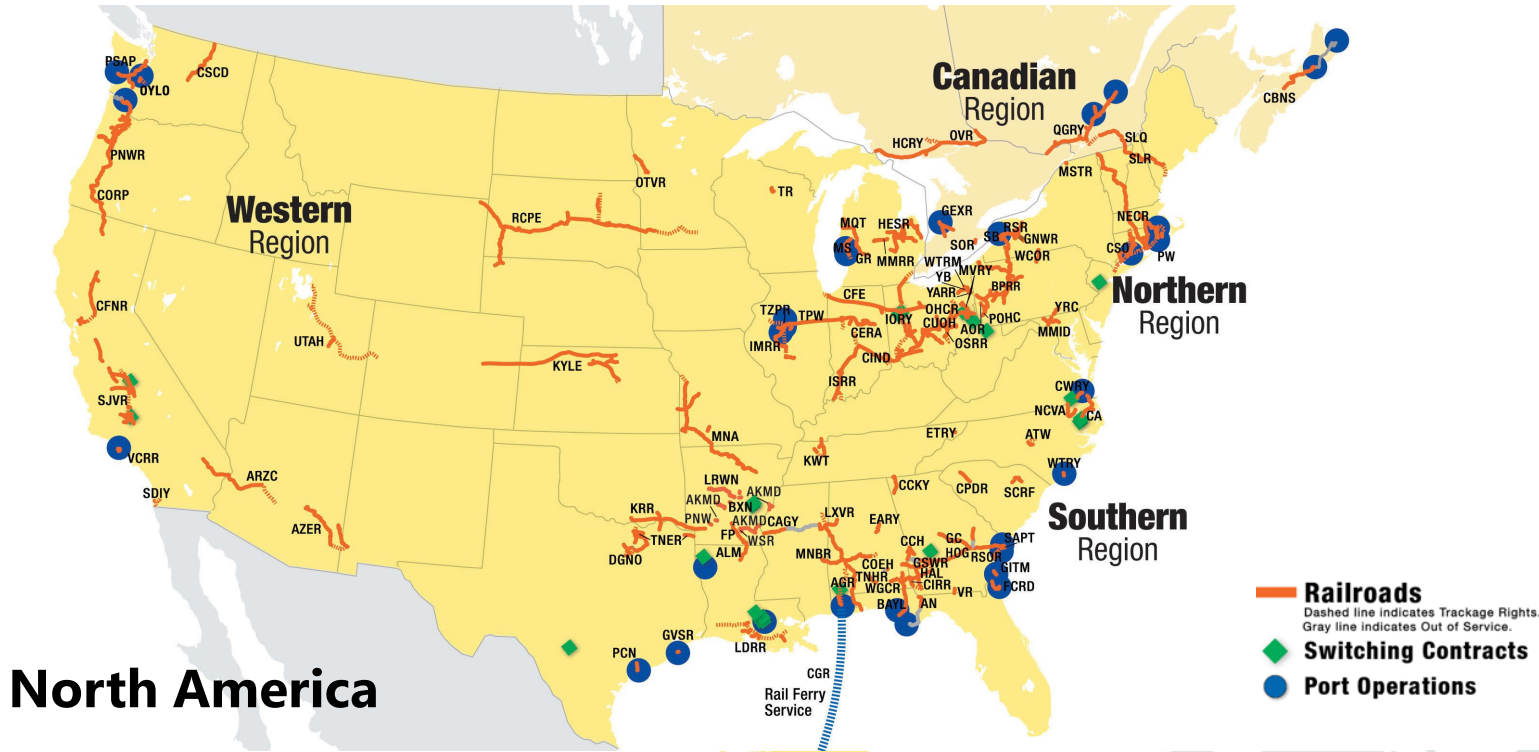 Canadian
Region
Western
Region
Northern
Region
Southern
Region
North America
PSAP
OYLO
CSCD
PNWR
CORP
CFNR
UTAH
SJVR
VCRR
SDIY
ARZC
AZER
OTVR
RCPE
KYLE
TR
HCRY
OVR
QGRY
SLQ
SLR
MSTR
CBNS
NECR
CSO
PW
MQT
HESR
GEXR
MS
GR
MMRR
SOR
SB
RSR
GNWR
WCOR
WTRM
YB
MVRY
YARR
BPRR
CFE
TZPR
TPW
IORY
OHCR
CUOH
AOR
POHC
OSRR
CERA
IMRR
CIND
ISRR
YRC
MMID
CWRY
NCVA
CA
ETRY
ATW
WTRY
MNA
KWT
LRWN
AKMD
AKMD
BXN
AKMD
CAGY
PNW
FP
WSR
KRR
TNER
DGNO
ALM
LXVR
EARY
CCKY
CPDR
SCRF
MNBR
CCH
GC
HOG
SAPT
RSOR
COEH
GSWR
GITM
TNHR
HAL
AGR
WGCR
CIRR
VR
FCRD
BAYL
AN
GVSR
PCN
LDRR
CGR
Rail Ferry
Service
Railroads
Dashed line indicates Trackage Rights.
Gray line indicates Out of Service.
Switching Contracts
Port Operations